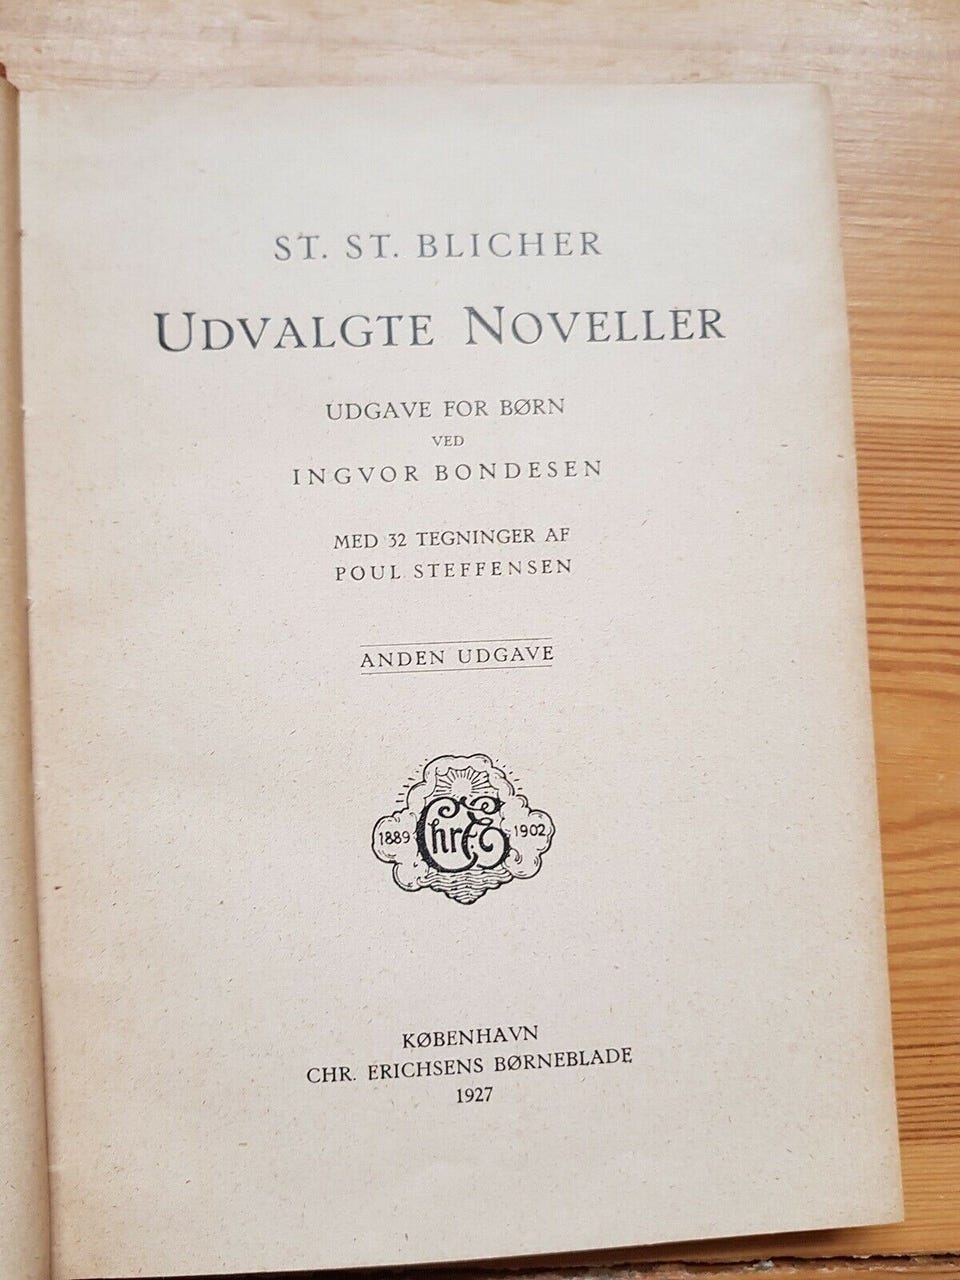 ST. ST. BLICHER
UDVALGTE NOVELLER
UDGAVE FOR BØRN
VED
INGVOR BONDESEN
MED 32 TEGNINGER AF
POUL STEFFENSEN
ANDEN UDGAVE
1889 Chr. E 1902
KØBENHAVN
CHR. ERICHSENS BØRNEBLADE
1927